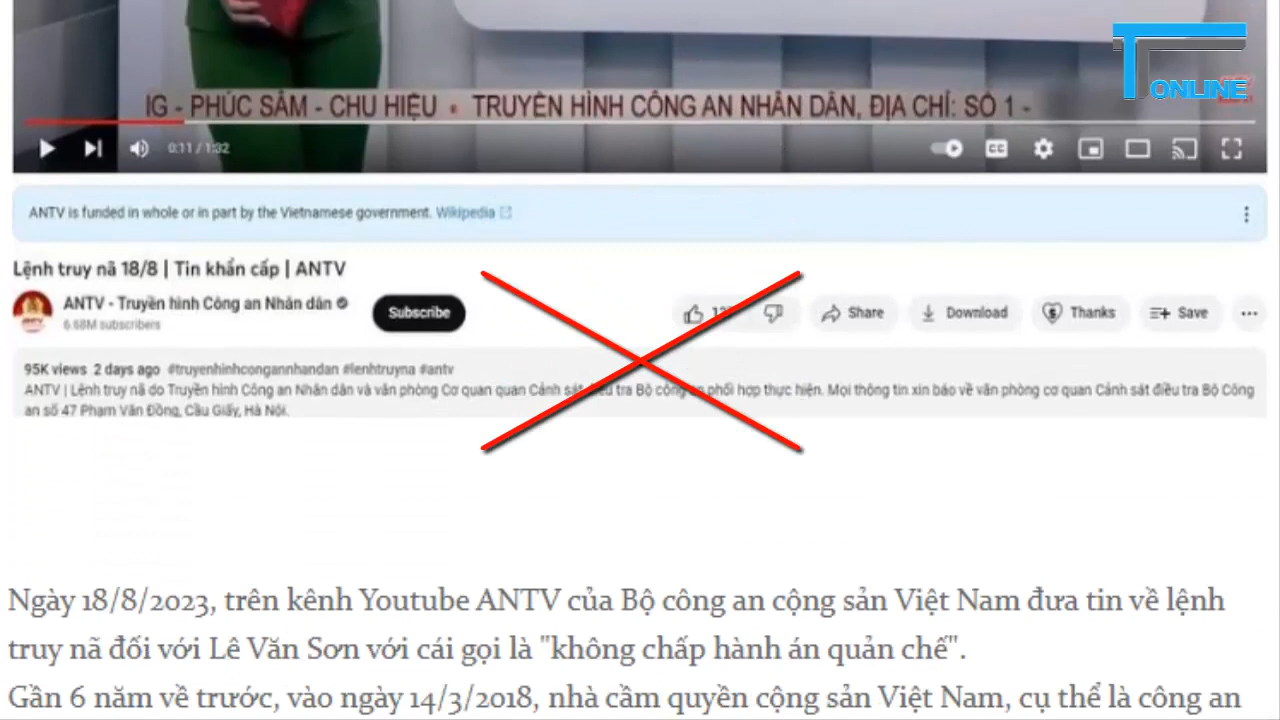 ONLINE
IG - PHÚC SÂM - CHU HIỆU • TRUYỀN HÌNH CÔNG AN NHÂN DÂN, ĐỊA CHỈ: SỐ 1 -
0:11 / 1:32
CC
ANTV is funded in whole or in part by the Vietnamese government. Wikipedia
Lệnh truy nã 18/8 | Tin khẩn cấp | ANTV
ANTV - Truyền hình Công an Nhân dân
6.68M subscribers
Subscribe
Share
Download
Thanks
Save
95K views 2 days ago #truyenhinhcongannhandan #lenhtruyna #antv
ANTV | Lệnh truy nã do Truyền hình Công an Nhân dân và văn phòng Cơ quan quan Cảnh sát điều tra Bộ công an phối hợp thực hiện. Mọi thông tin xin báo về văn phòng cơ quan Cảnh sát điều tra Bộ Công
an số 47 Phạm Văn Đồng, Cầu Giấy, Hà Nội.
Ngày 18/8/2023, trên kênh Youtube ANTV của Bộ công an cộng sản Việt Nam đưa tin về lệnh
truy nã đối với Lê Văn Sơn với cái gọi là "không chấp hành án quản chế".
Gần 6 năm về trước, vào ngày 14/3/2018, nhà cầm quyền cộng sản Việt Nam, cụ thể là công an